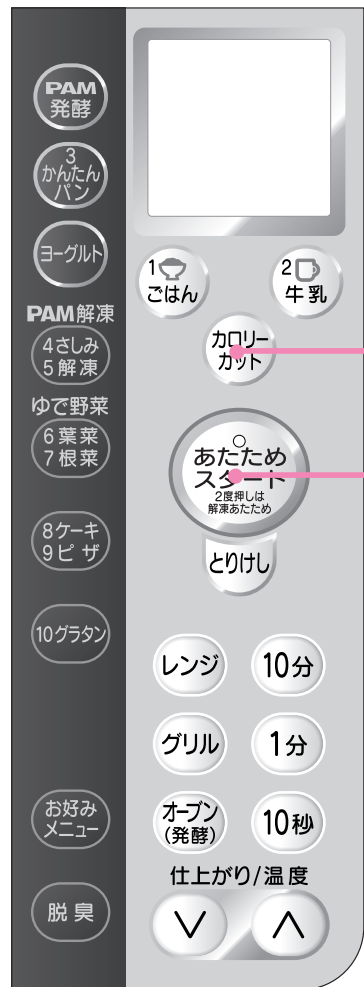 PAM
発酵
3
かんたん
パン
ヨーグルト
PAM解凍
4さしみ
5解凍
ゆで野菜
6葉菜
7根菜
8ケーキ
9ピザ
10グラタン
お好み
メニュー
脱臭
1
ごはん
2
牛乳
カロリー
カット
あたため
スタート
2度押しは
解凍あたため
とりけし
レンジ
10分
グリル
1分
オーブン
(発酵)
10秒
仕上がり/温度